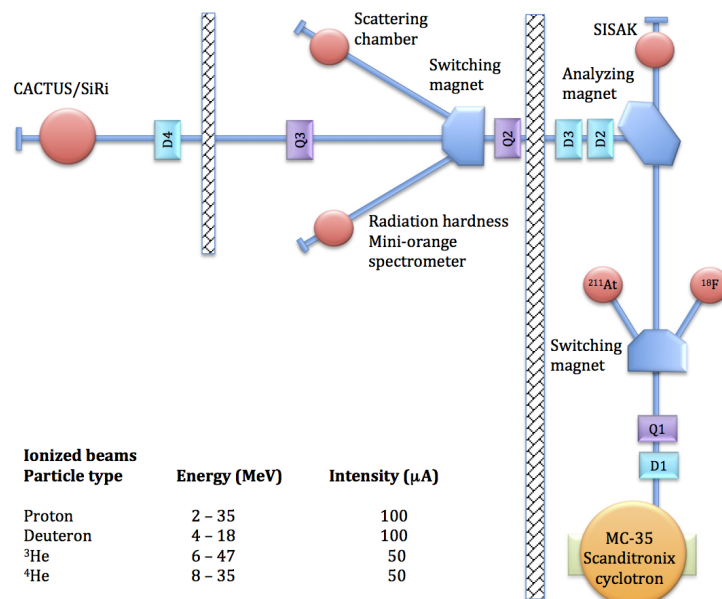 Scattering
chamber
SISAK
Switching
magnet
Analyzing
magnet
CACTUS/SiRi
D4
Q3
Q2
D3
D2
Radiation hardness
Mini-orange
spectrometer
²¹¹At
¹⁸F
Switching
magnet
Q1
D1
Ionized beams
Particle type Energy (MeV) Intensity (μA)
Proton 2 – 35 100
Deuteron 4 – 18 100
³He 6 – 47 50
⁴He 8 – 35 50
MC-35
Scanditronix
cyclotron